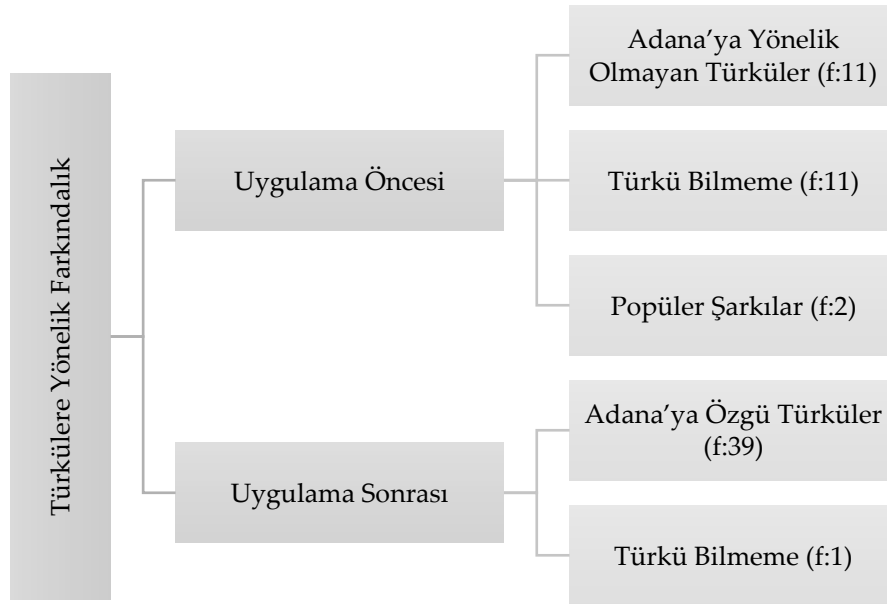 Türkülere Yönelik Farkındalık
Uygulama Öncesi
Adana’ya Yönelik
Olmayan Türküler (f:11)
Türkü Bilmeme (f:11)
Popüler Şarkılar (f:2)
Uygulama Sonrası
Adana’ya Özgü Türküler
(f:39)
Türkü Bilmeme (f:1)